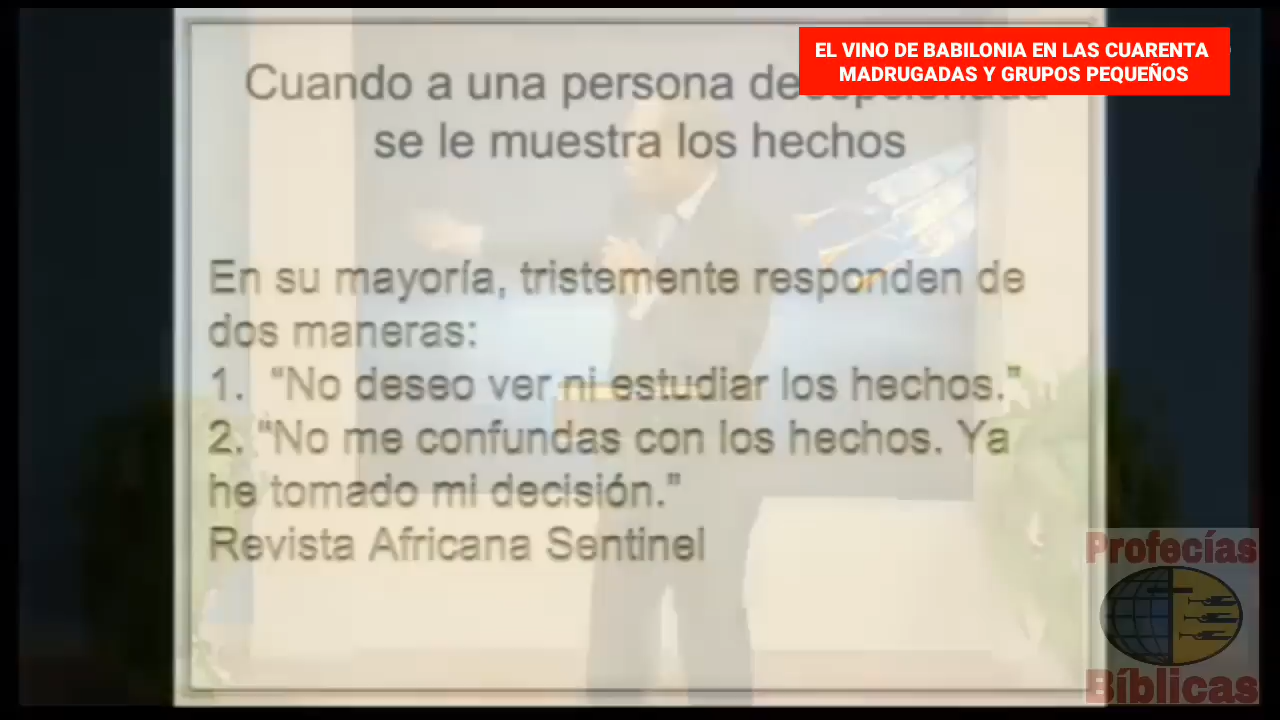 EL VINO DE BABILONIA EN LAS CUARENTA
MADRUGADAS Y GRUPOS PEQUEÑOS
Cuando a una persona
se le muestra los hechos
En su mayoría, tristemente responden de
dos maneras:
1. “No deseo ver ni estudiar los hechos.”
2. “No me confundas con los hechos. Ya
he tomado mi decisión.”
Revista Africana Sentinel
Profecías
Bíblicas